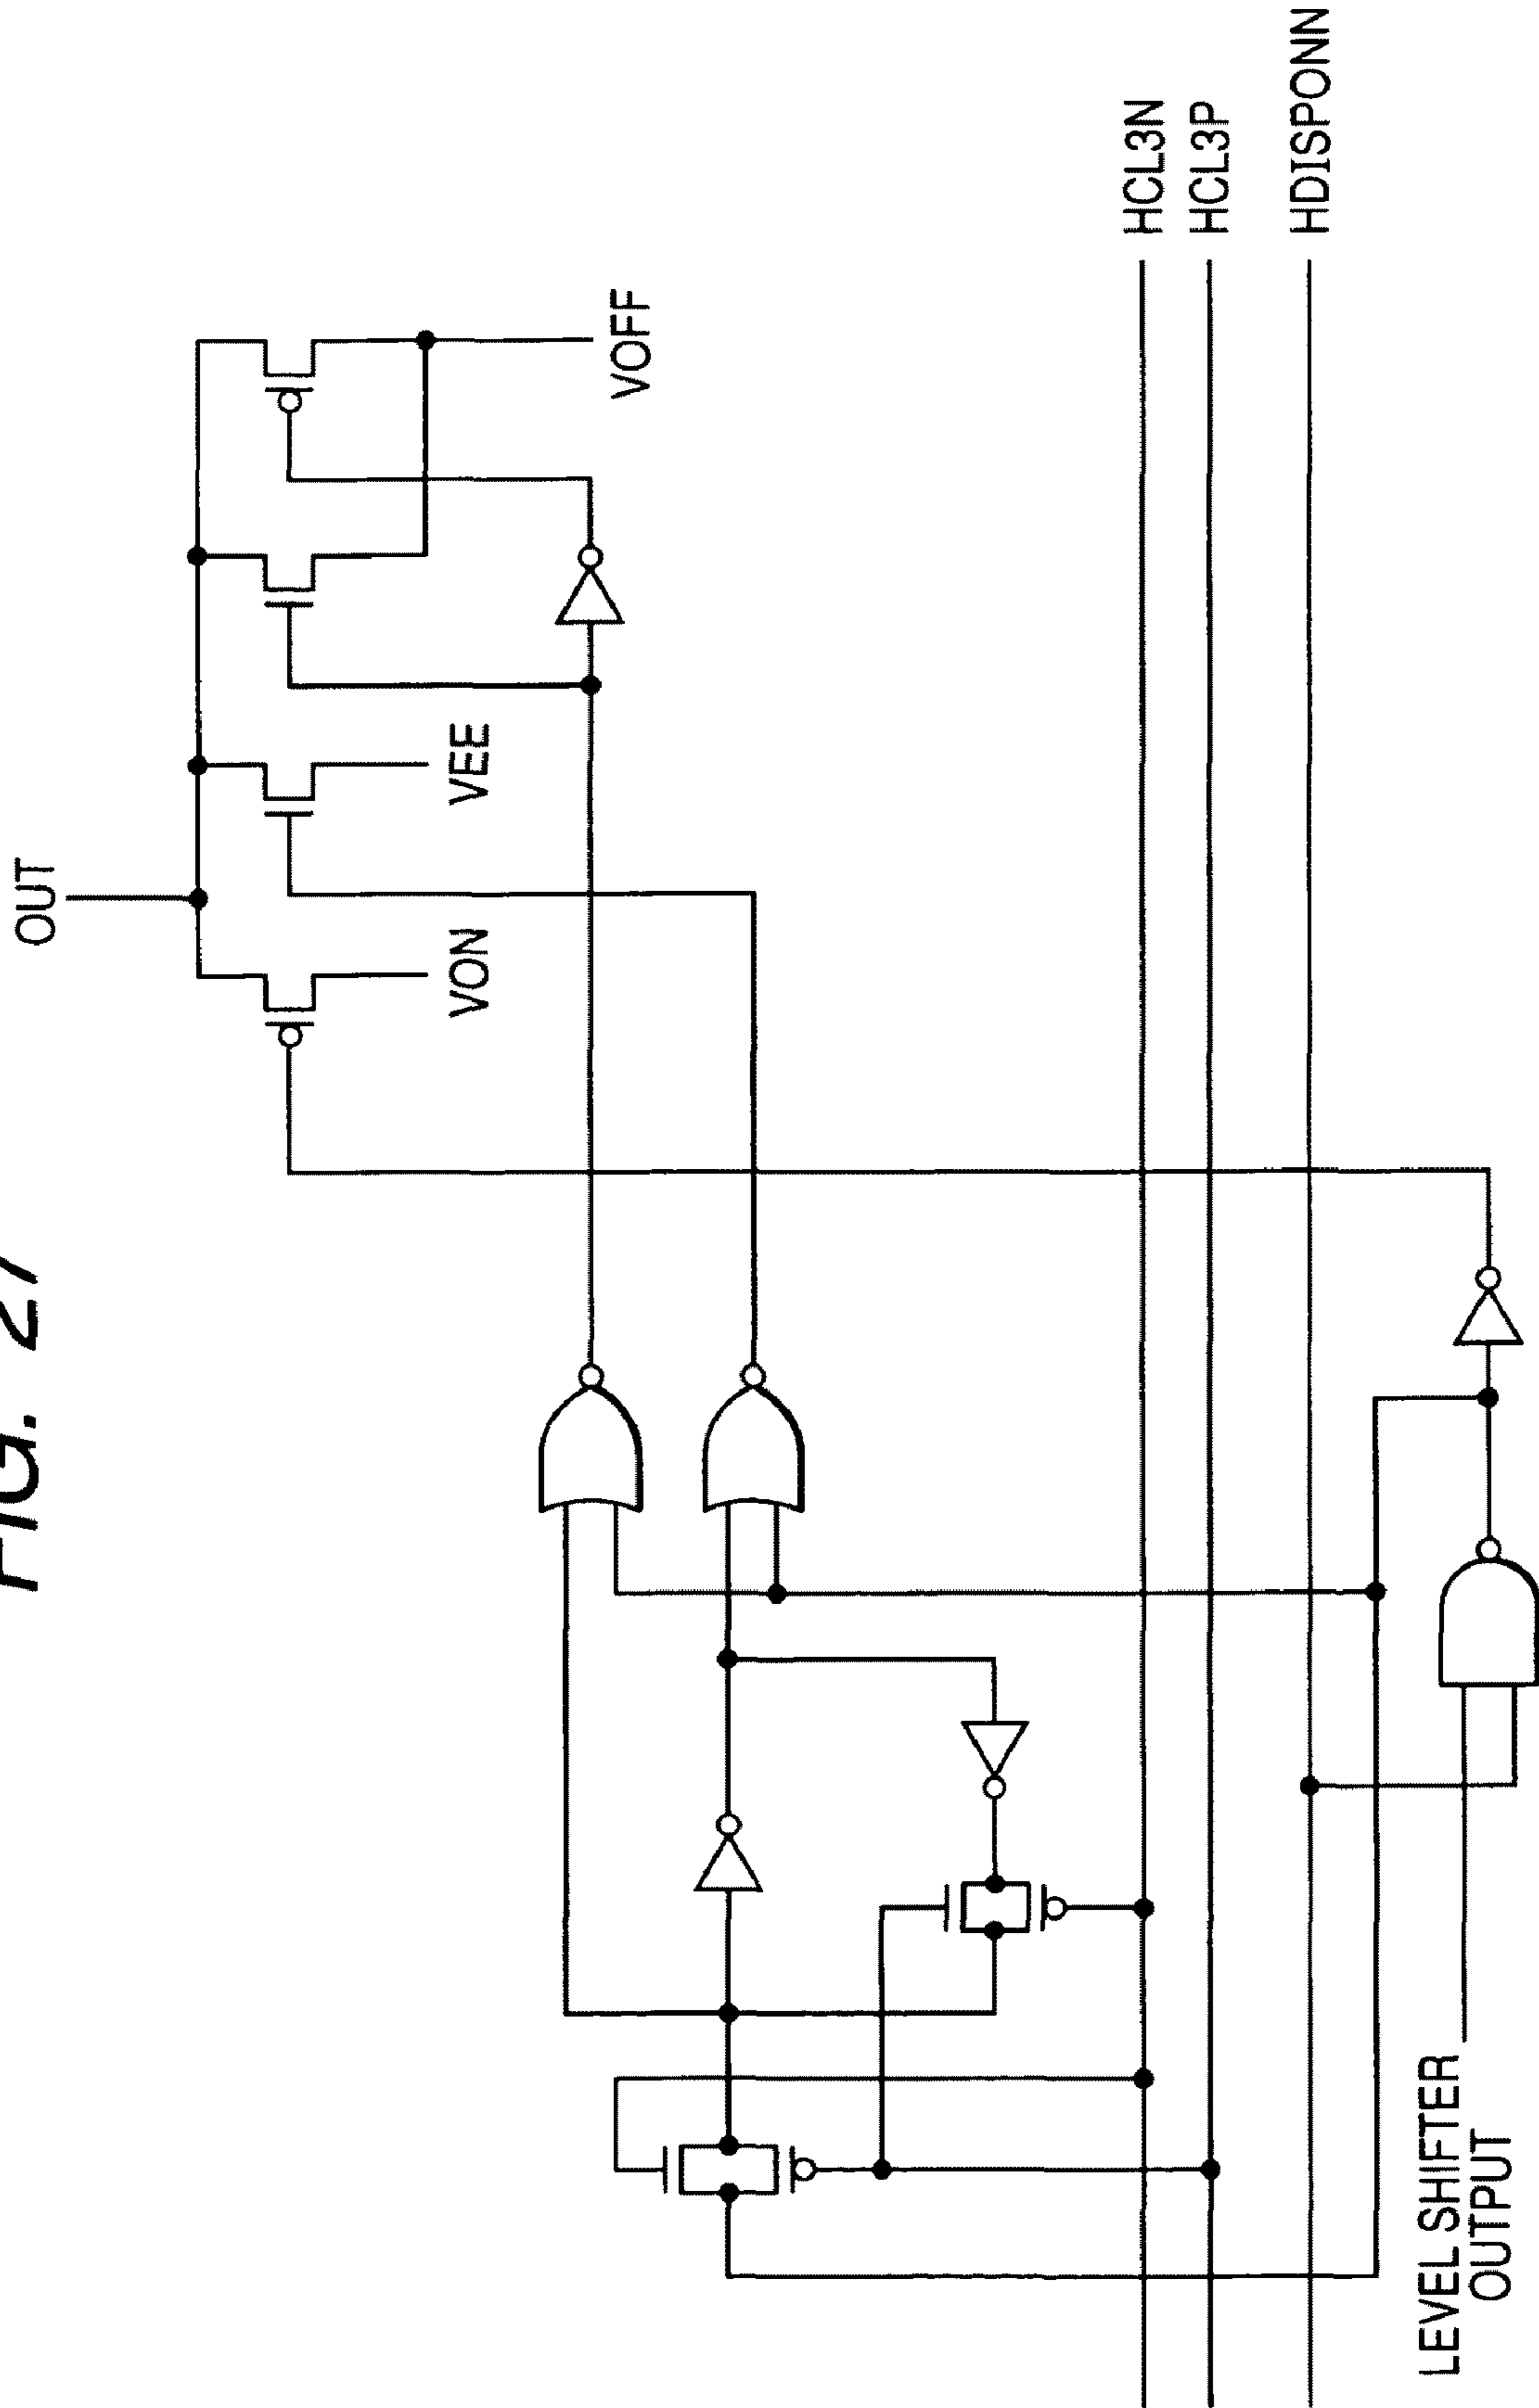 FIG. 27
OUT
VON
VEE
VOFF
HCL3N
HCL3P
HDISPONN
LEVEL SHIFTER
OUTPUT